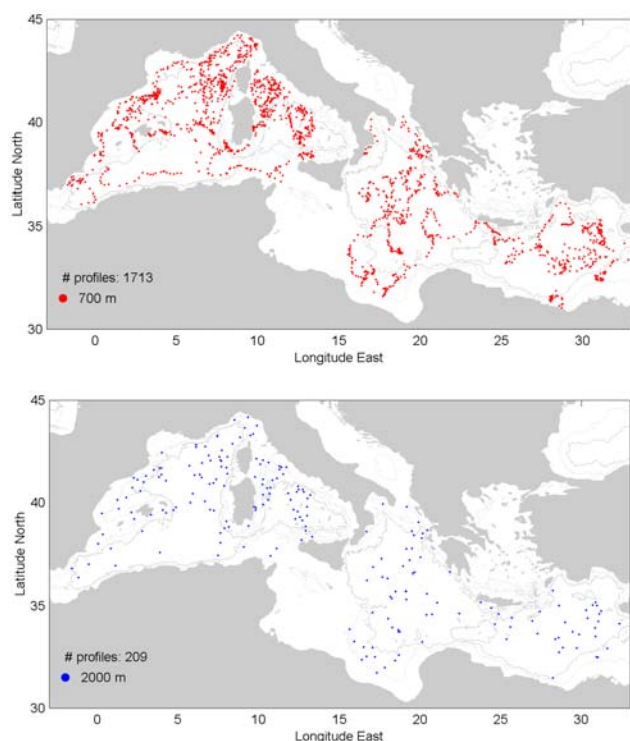 45
40
35
30
Latitude North
# profiles: 1713
700 m
0 5 10 15 20 25 30
Longitude East
45
40
35
30
Latitude North
# profiles: 209
2000 m
0 5 10 15 20 25 30
Longitude East